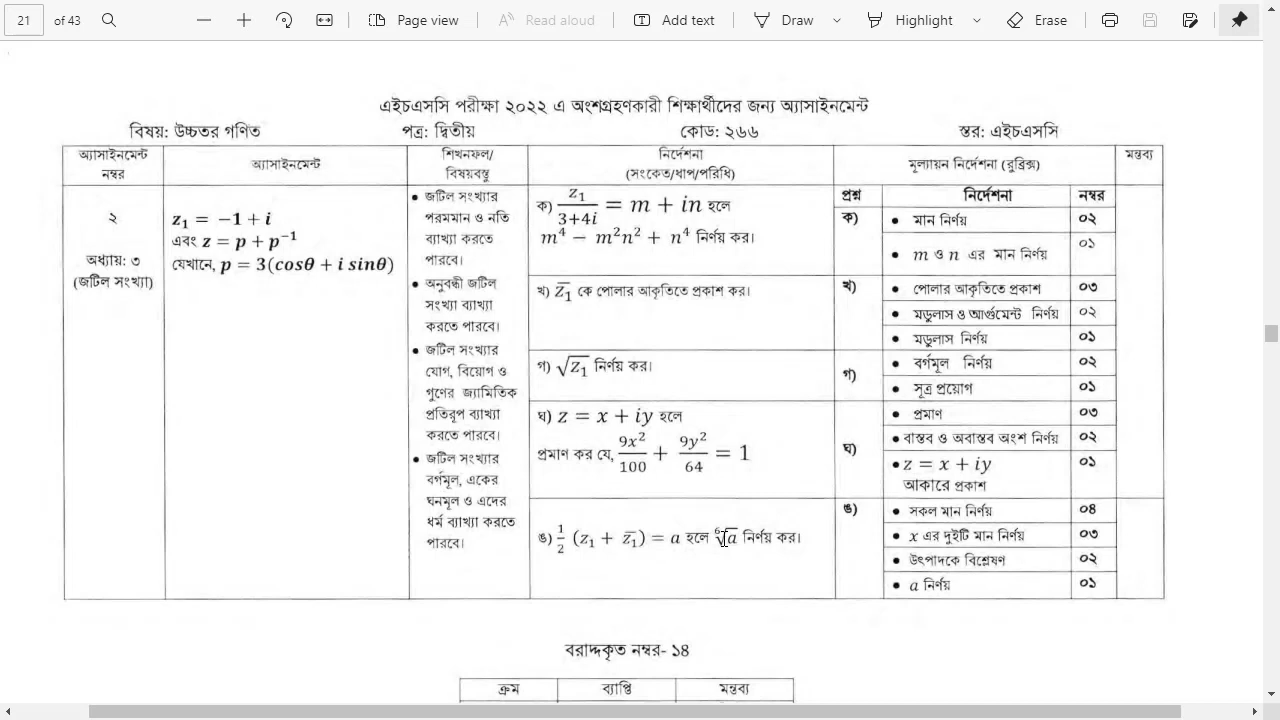 21 of 43 Page view Read aloud Add text Draw Highlight Erase
এইচএসসি পরীক্ষা ২০২২ এ অংশগ্রহণকারী শিক্ষার্থীদের জন্য অ্যাসাইনমেন্ট
বিষয়: উচ্চতর গণিত পত্র: দ্বিতীয় কোড: ২৬৬ স্তর: এইচএসসি
অ্যাসাইনমেন্ট
নম্বর
অ্যাসাইনমেন্ট
শিখনফল/
বিষয়বস্তু
নির্দেশনা
(সংকেত/ধাপ/পরিধি)
মূল্যায়ন নির্দেশনা (রুব্রিক্স)
মন্তব্য
২
অধ্যায়: ৩
(জটিল সংখ্যা)
z₁ = −1 + i
এবং z = p + p⁻¹
যেখানে, p = 3(cosθ + i sinθ)
• জটিল সংখ্যার
পরমমান ও নতি
ব্যাখ্যা করতে
পারবে।
• অনুবন্ধী জটিল
সংখ্যা ব্যাখ্যা
করতে পারবে।
• জটিল সংখ্যার
যোগ, বিয়োগ ও
গুণের জ্যামিতিক
প্রতিরূপ ব্যাখ্যা
করতে পারবে।
• জটিল সংখ্যার
বর্গমূল, একের
ঘনমূল ও এদের
ধর্ম ব্যাখ্যা করতে
পারবে।
ক) z₁/(3+4i) = m + in হলে
m⁴ − m²n² + n⁴ নির্ণয় কর।
খ) z̅₁ কে পোলার আকৃতিতে প্রকাশ কর।
গ) √z₁ নির্ণয় কর।
ঘ) z = x + iy হলে
প্রমাণ কর যে, 9x²/100 + 9y²/64 = 1
ঙ) 1/2 (z₁ + z̅₁) = a হলে ⁶√a নির্ণয় কর।
প্রশ্ন নির্দেশনা নম্বর
ক) • মান নির্ণয় ০২
• m ও n এর মান নির্ণয় ০১
খ) • পোলার আকৃতিতে প্রকাশ ০৩
• মডুলাস ও আর্গুমেন্ট নির্ণয় ০২
• মডুলাস নির্ণয় ০১
গ) • বর্গমূল নির্ণয় ০২
• সূত্র প্রয়োগ ০১
ঘ) • প্রমাণ ০৩
• বাস্তব ও অবাস্তব অংশ নির্ণয় ০২
• z = x + iy ০১
আকারে প্রকাশ
ঙ) • সকল মান নির্ণয় ০৪
• x এর দুইটি মান নির্ণয় ০৩
• উৎপাদকে বিশ্লেষণ ০২
• a নির্ণয় ০১
বরাদ্দকৃত নম্বর- ১৪
ক্রম ব্যাপ্তি মন্তব্য